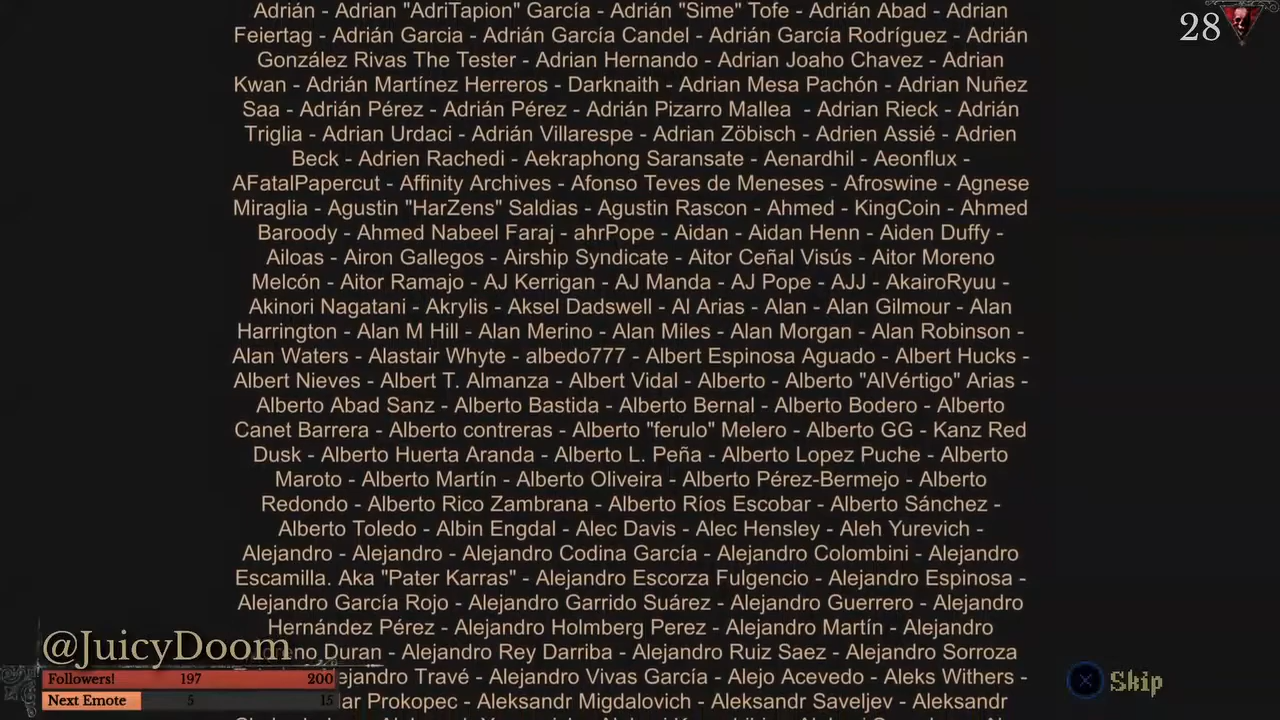 Adrián - Adrian "AdriTapion" García - Adrián "Sime" Tofe - Adrián Abad - Adrian
28
Feiertag - Adrián Garcia - Adrián García Candel - Adrián García Rodríguez - Adrián
González Rivas The Tester - Adrian Hernando - Adrian Joaho Chavez - Adrian
Kwan - Adrián Martínez Herreros - Darknaith - Adrian Mesa Pachón - Adrian Nuñez
Saa - Adrián Pérez - Adrián Pérez - Adrián Pizarro Mallea - Adrian Rieck - Adrián
Triglia - Adrian Urdaci - Adrián Villarespe - Adrian Zöbisch - Adrien Assié - Adrien
Beck - Adrien Rachedi - Aekraphong Saransate - Aenardhil - Aeonflux -
AFatalPapercut - Affinity Archives - Afonso Teves de Meneses - Afroswine - Agnese
Miraglia - Agustin "HarZens" Saldias - Agustin Rascon - Ahmed - KingCoin - Ahmed
Baroody - Ahmed Nabeel Faraj - ahrPope - Aidan - Aidan Henn - Aiden Duffy -
Ailoas - Airon Gallegos - Airship Syndicate - Aitor Ceñal Visús - Aitor Moreno
Melcón - Aitor Ramajo - AJ Kerrigan - AJ Manda - AJ Pope - AJJ - AkairoRyuu -
Akinori Nagatani - Akrylis - Aksel Dadswell - Al Arias - Alan - Alan Gilmour - Alan
Harrington - Alan M Hill - Alan Merino - Alan Miles - Alan Morgan - Alan Robinson -
Alan Waters - Alastair Whyte - albedo777 - Albert Espinosa Aguado - Albert Hucks -
Albert Nieves - Albert T. Almanza - Albert Vidal - Alberto - Alberto "AlVértigo" Arias -
Alberto Abad Sanz - Alberto Bastida - Alberto Bernal - Alberto Bodero - Alberto
Canet Barrera - Alberto contreras - Alberto "ferulo" Melero - Alberto GG - Kanz Red
Dusk - Alberto Huerta Aranda - Alberto L. Peña - Alberto Lopez Puche - Alberto
Maroto - Alberto Martín - Alberto Oliveira - Alberto Pérez-Bermejo - Alberto
Redondo - Alberto Rico Zambrana - Alberto Ríos Escobar - Alberto Sánchez -
Alberto Toledo - Albin Engdal - Alec Davis - Alec Hensley - Aleh Yurevich -
Alejandro - Alejandro - Alejandro Codina García - Alejandro Colombini - Alejandro
Escamilla. Aka "Pater Karras" - Alejandro Escorza Fulgencio - Alejandro Espinosa -
Alejandro García Rojo - Alejandro Garrido Suárez - Alejandro Guerrero - Alejandro
Hernández Pérez - Alejandro Holmberg Perez - Alejandro Martín - Alejandro
Duran - Alejandro Rey Darriba - Alejandro Ruiz Saez - Alejandro Sorroza
Travé - Alejandro Vivas García - Alejo Acevedo - Aleks Withers -
Prokopec - Aleksandr Migdalovich - Aleksandr Saveljev - Aleksandr
@JuicyDoom
Followers! 197 200
Next Emote 5 15
Skip